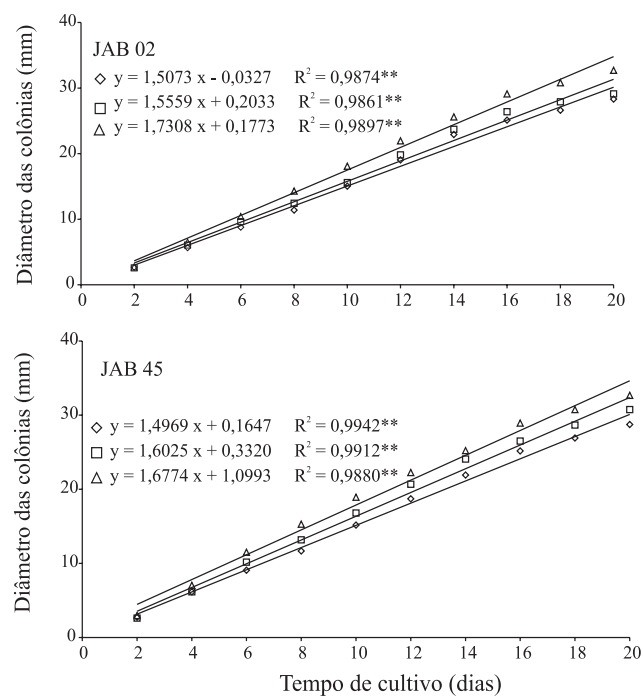 Diâmetro das colônias (mm)
40
30
20
10
0
JAB 02
y = 1,5073 x - 0,0327 R² = 0,9874**
y = 1,5559 x + 0,2033 R² = 0,9861**
y = 1,7308 x + 0,1773 R² = 0,9897**
0 2 4 6 8 10 12 14 16 18 20
Diâmetro das colônias (mm)
40
30
20
10
0
JAB 45
y = 1,4969 x + 0,1647 R² = 0,9942**
y = 1,6025 x + 0,3320 R² = 0,9912**
y = 1,6774 x + 1,0993 R² = 0,9880**
0 2 4 6 8 10 12 14 16 18 20
Tempo de cultivo (dias)